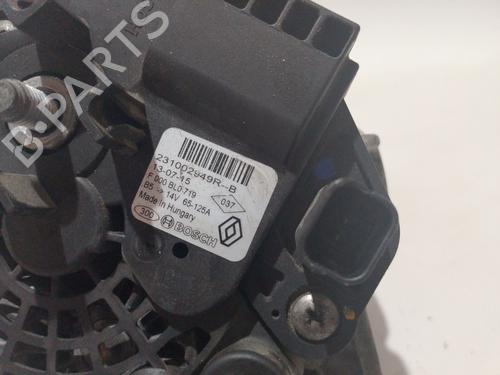 B-PARTS
231002949R--B
13-07-15
037
F 000 BL0-719
B5 -> 14V 65-125A
Made in Hungary
300 BOSCH